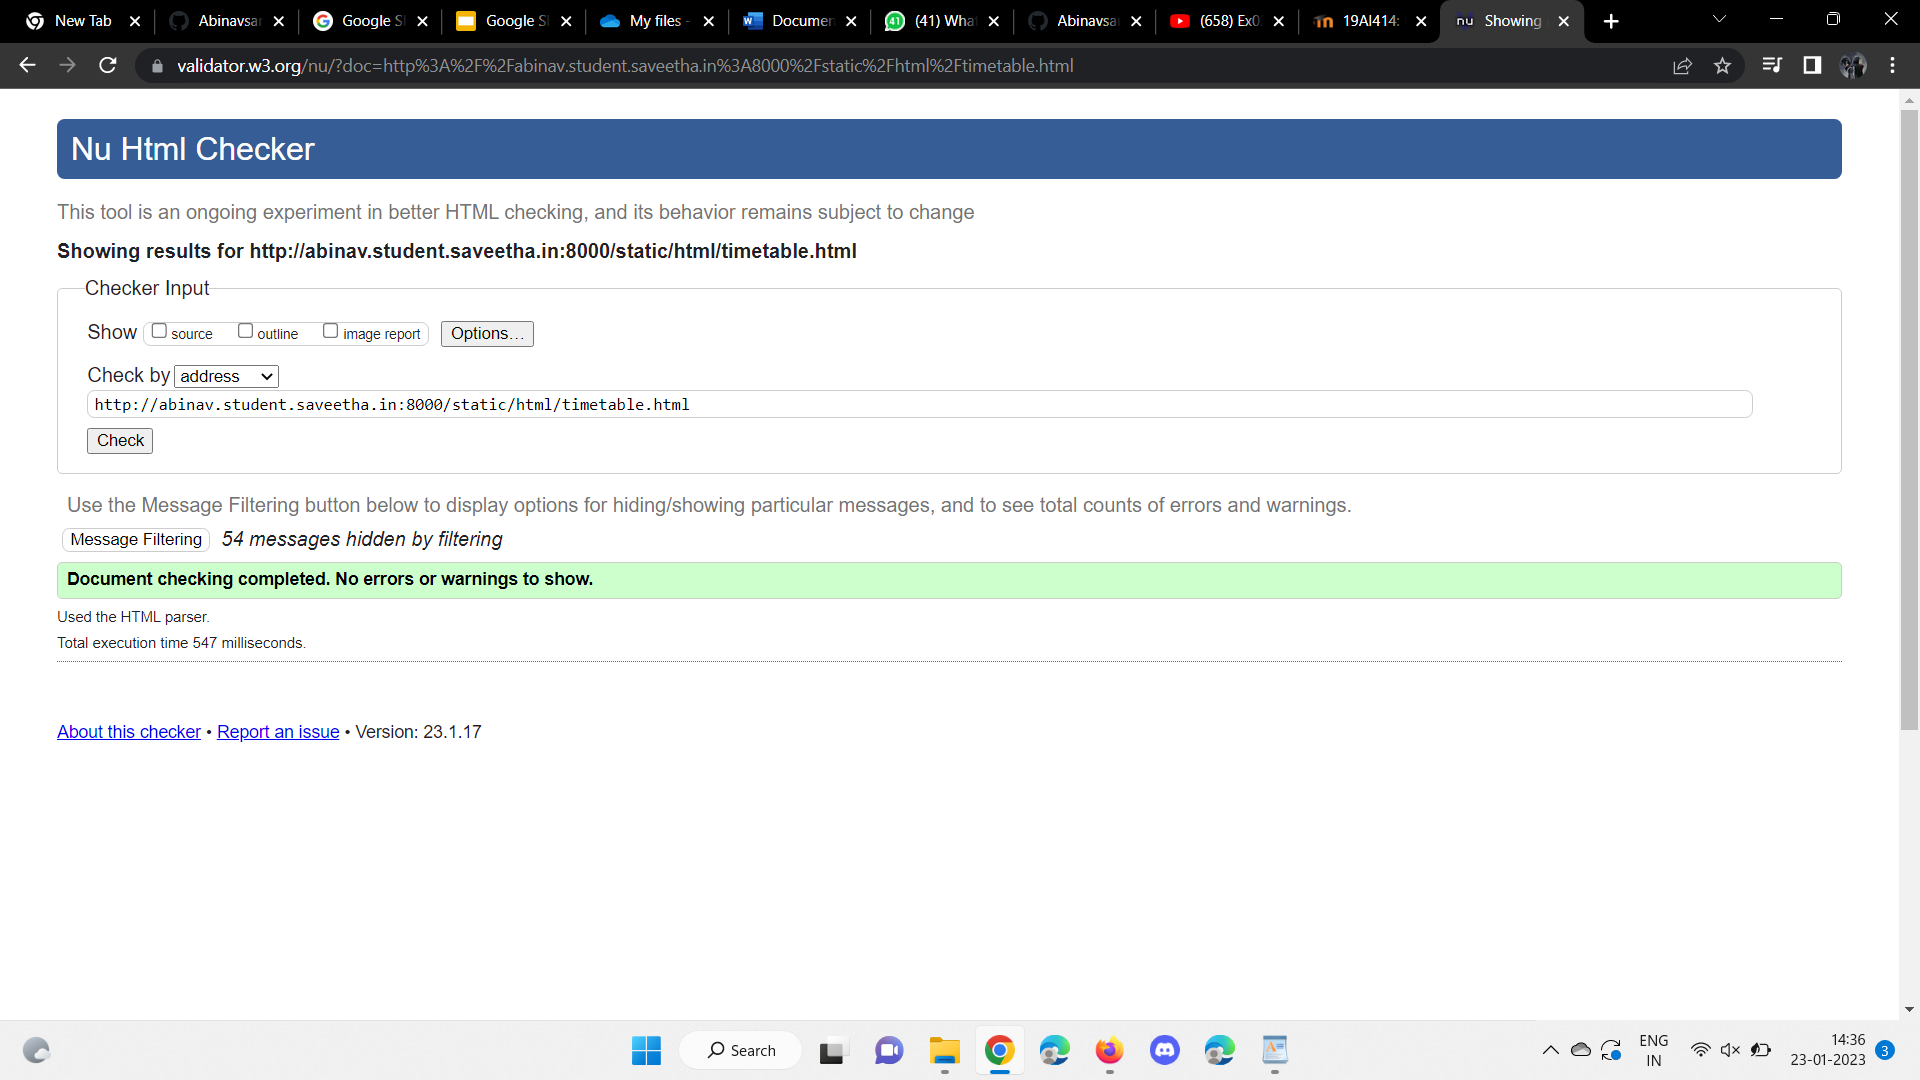 New Tab
Abinavsa
Google S
Google S
My files -
Documen
(41) Wha
Abinavsa
(658) Ex0
19AI414:
Showing
validator.w3.org/nu/?doc=http%3A%2F%2Fabinav.student.saveetha.in%3A8000%2Fstatic%2Fhtml%2Ftimetable.html
Nu Html Checker
This tool is an ongoing experiment in better HTML checking, and its behavior remains subject to change
Showing results for http://abinav.student.saveetha.in:8000/static/html/timetable.html
Checker Input
Show source outline image report Options...
Check by address
http://abinav.student.saveetha.in:8000/static/html/timetable.html
Check
Use the Message Filtering button below to display options for hiding/showing particular messages, and to see total counts of errors and warnings.
Message Filtering 54 messages hidden by filtering
Document checking completed. No errors or warnings to show.
Used the HTML parser.
Total execution time 547 milliseconds.
About this checker • Report an issue • Version: 23.1.17
Search
ENG
IN
14:36
23-01-2023
3